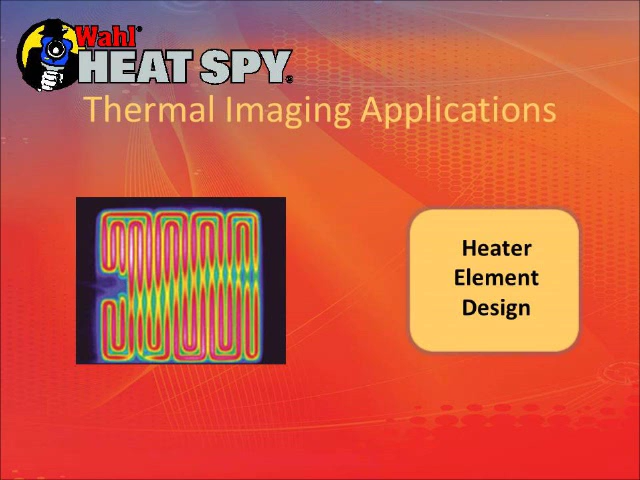 Wahl®
HEAT SPY®
Thermal Imaging Applications
Heater
Element
Design